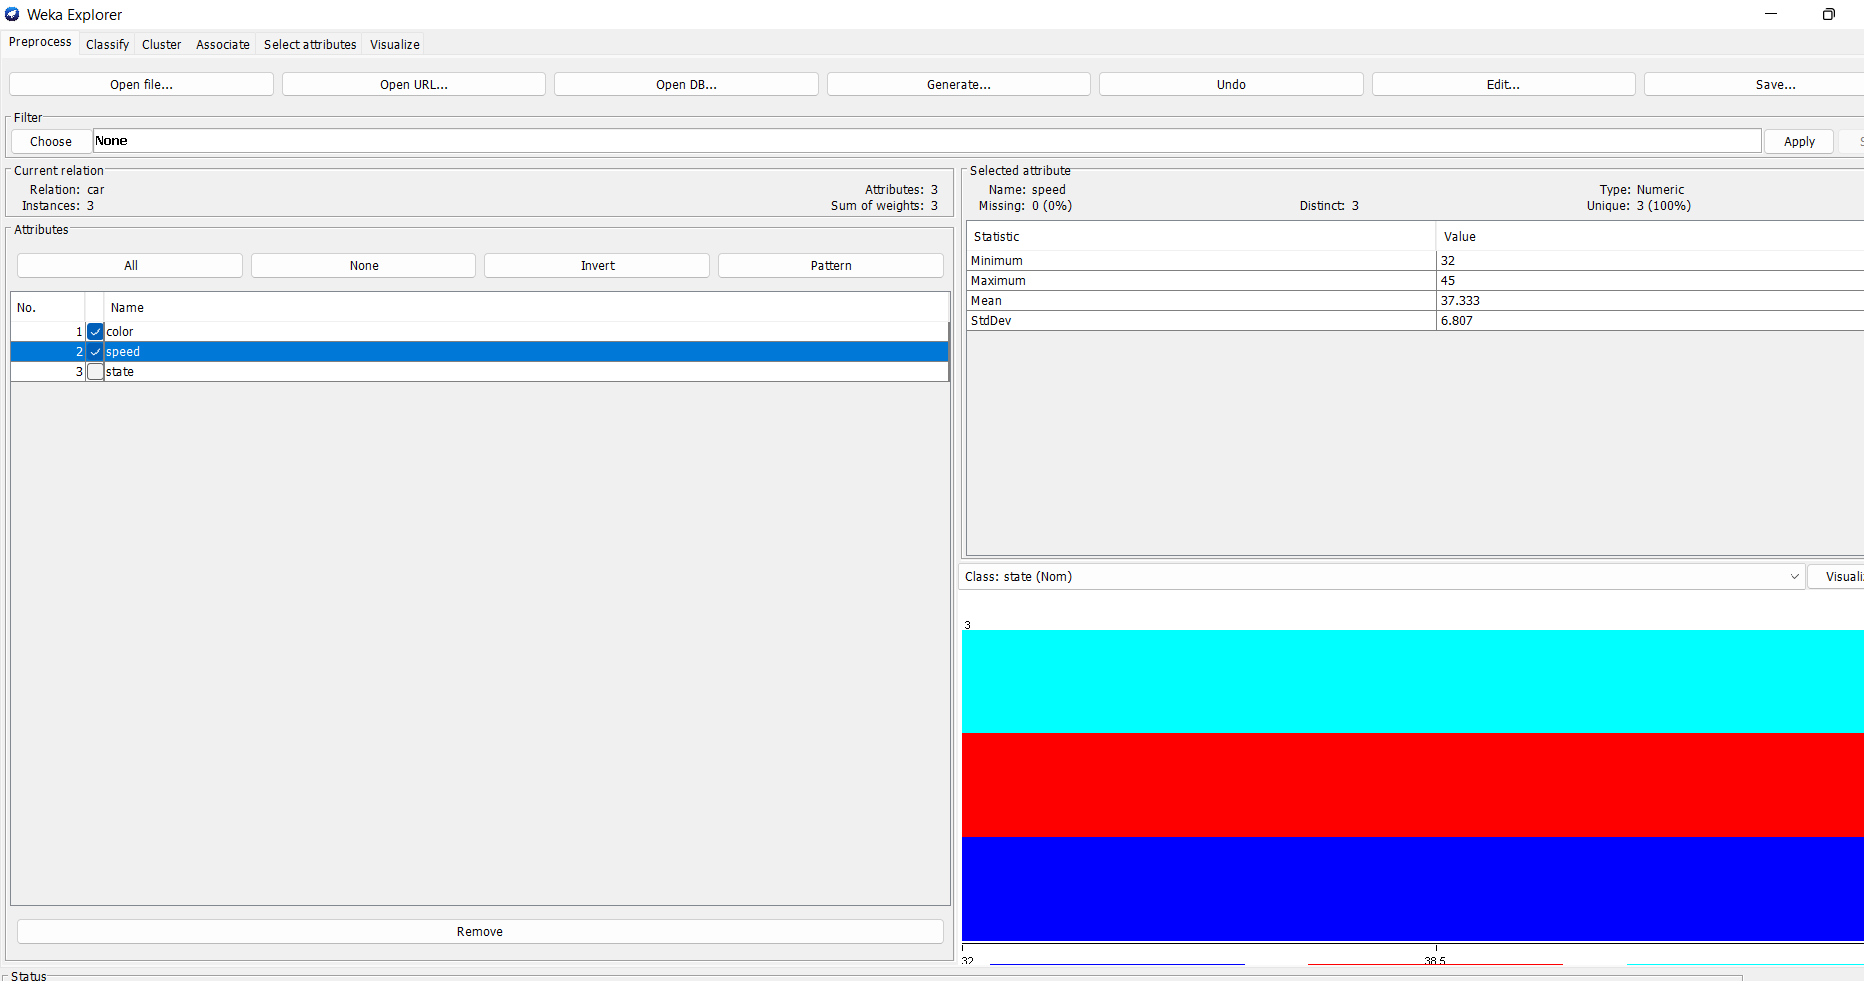 Weka Explorer
Preprocess Classify Cluster Associate Select attributes Visualize
Open file... Open URL... Open DB... Generate... Undo Edit... Save...
Filter
Choose None Apply
Current relation
Relation: car Attributes: 3
Instances: 3 Sum of weights: 3
Attributes
All None Invert Pattern
No. Name
1 color
2 speed
3 state
Remove
Status
Selected attribute
Name: speed Type: Numeric
Missing: 0 (0%) Distinct: 3 Unique: 3 (100%)
Statistic Value
Minimum 32
Maximum 45
Mean 37.333
StdDev 6.807
Class: state (Nom) Visuali
3
32 38.5